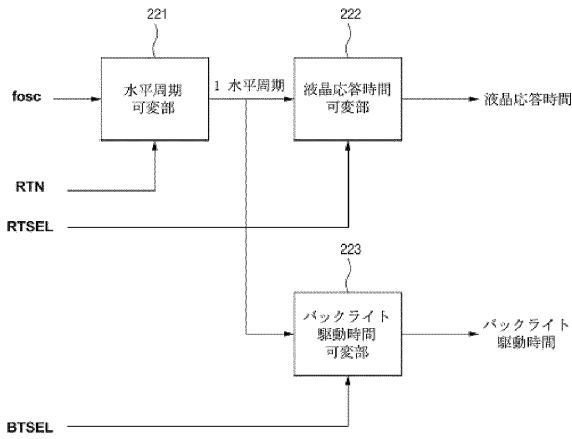 221
222
fosc
水平周期
可変部
1 水平周期
液晶応答時間
可変部
液晶応答時間
RTN
RTSEL
223
バックライト
駆動時間
可変部
バックライト
駆動時間
BTSEL